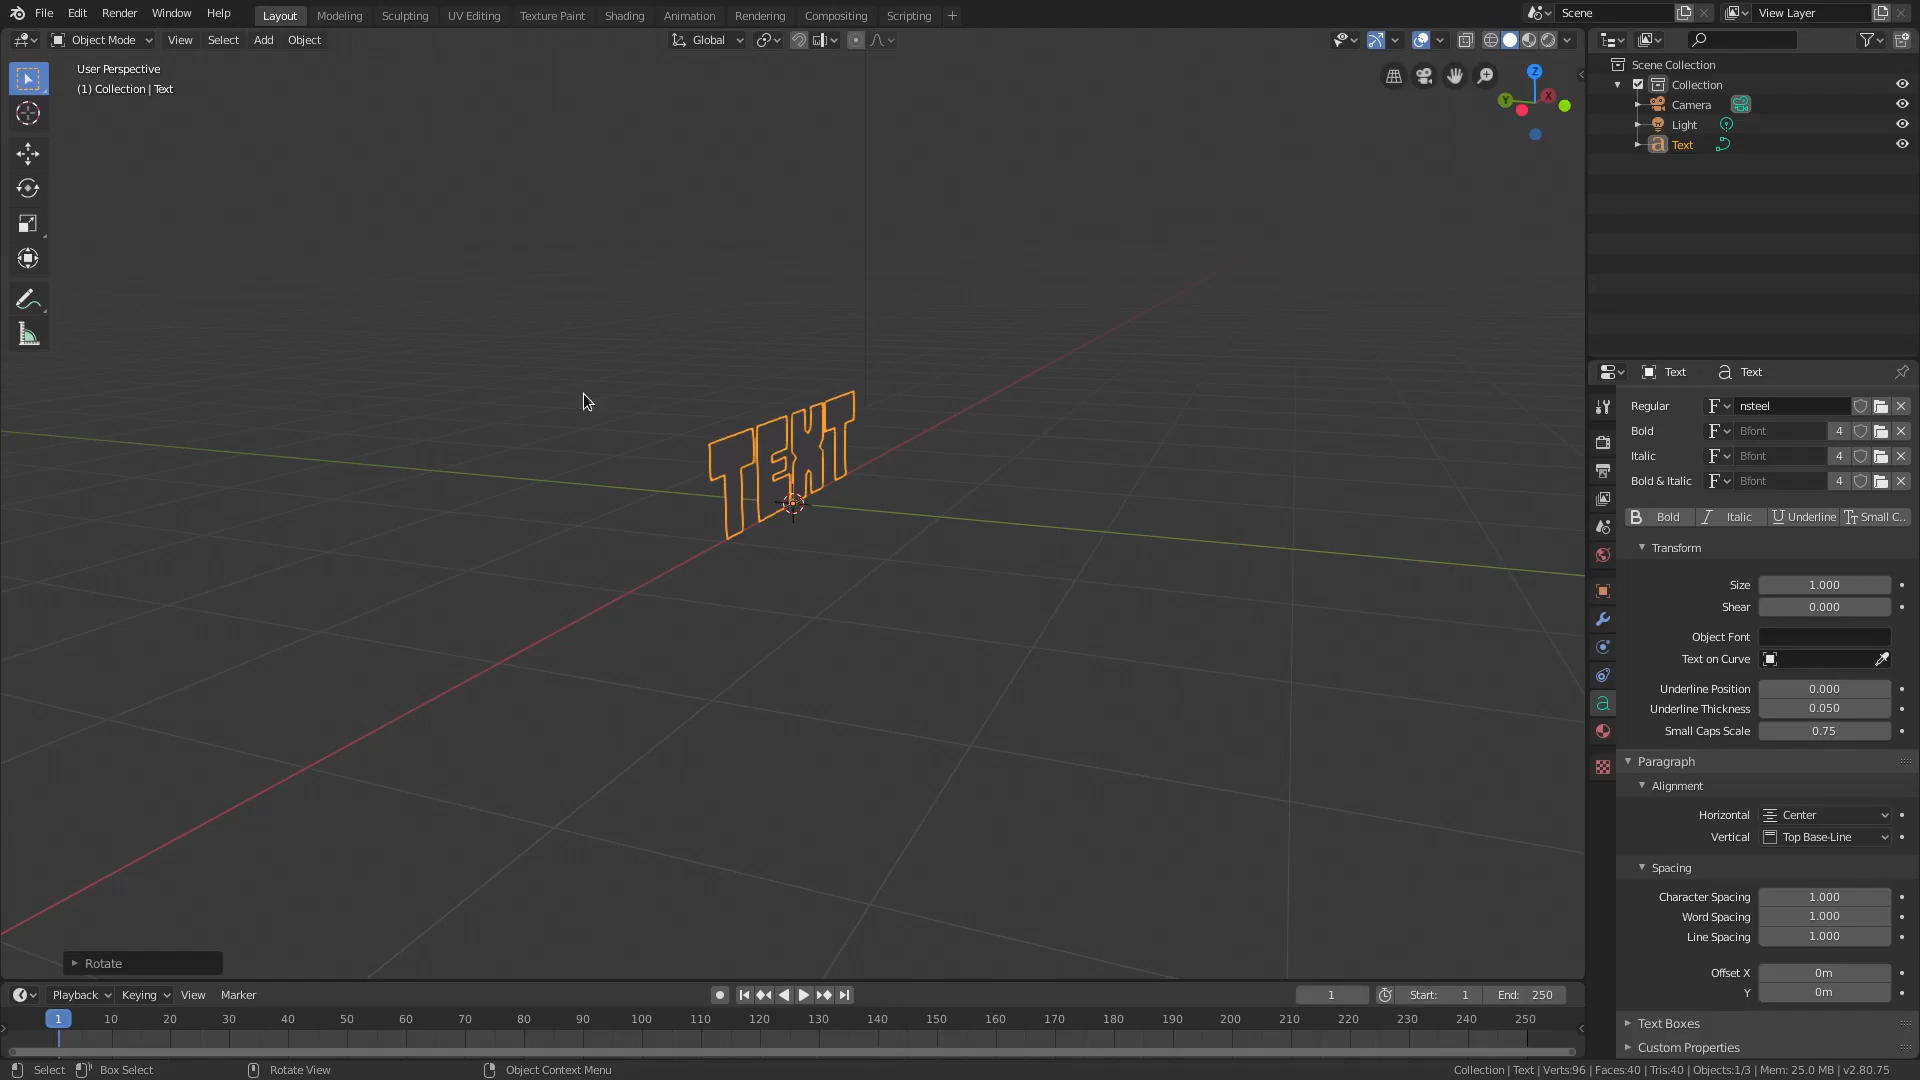 File Edit Render Window Help Layout Modeling Sculpting UV Editing Texture Paint Shading Animation Rendering Compositing Scripting Scene View Layer
Object Mode View Select Add Object Global
User Perspective
(1) Collection | Text
Z
Y
X
TEXT
Rotate
Scene Collection
Collection
Camera
Light
Text
Text Text
Regular F nsteel
Bold F Bfont 4
Italic F Bfont 4
Bold & Italic F Bfont 4
B Bold I Italic U Underline Tт Small C..
Transform
Size 1.000
Shear 0.000
Object Font
Text on Curve
Underline Position 0.000
Underline Thickness 0.050
Small Caps Scale 0.75
Paragraph
Alignment
Horizontal Center
Vertical Top Base-Line
Spacing
Character Spacing 1.000
Word Spacing 1.000
Line Spacing 1.000
Offset X 0m
Y 0m
Text Boxes
Custom Properties
Playback Keying View Marker 1 Start: 1 End: 250
1 10 20 30 40 50 60 70 80 90 100 110 120 130 140 150 160 170 180 190 200 210 220 230 240 250
Select Box Select Rotate View Object Context Menu Collection | Text | Verts:96 | Faces:40 | Tris:40 | Objects:1/3 | Mem: 25.0 MB | v2.80.75